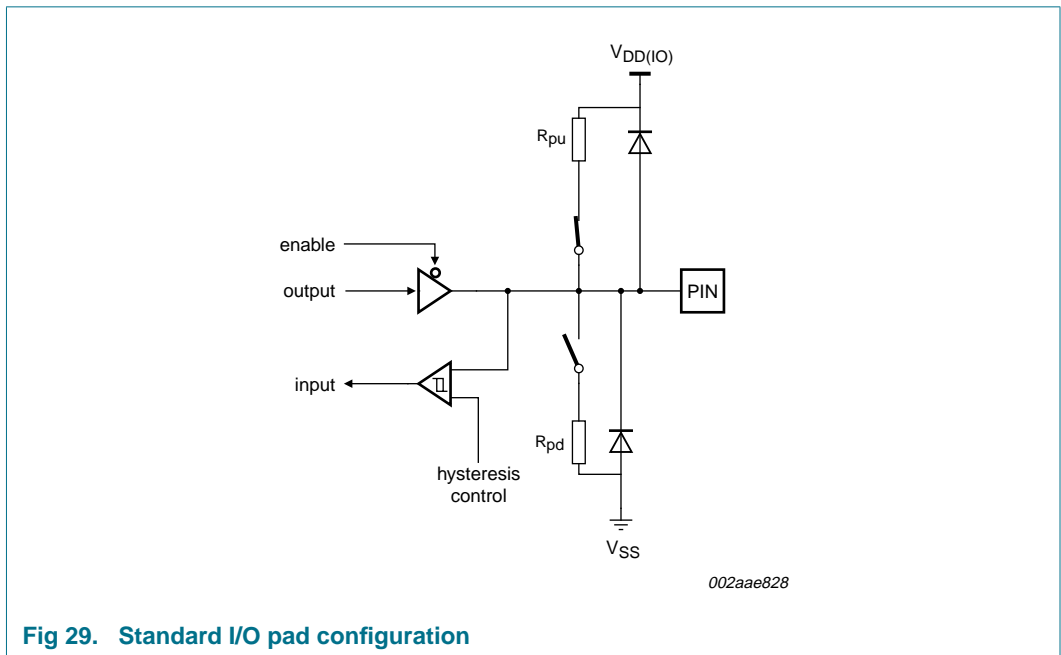 VDD(IO)
Rpu
enable
output
PIN
input
Rpd
hysteresis
control
VSS
002aae828
Fig 29. Standard I/O pad configuration